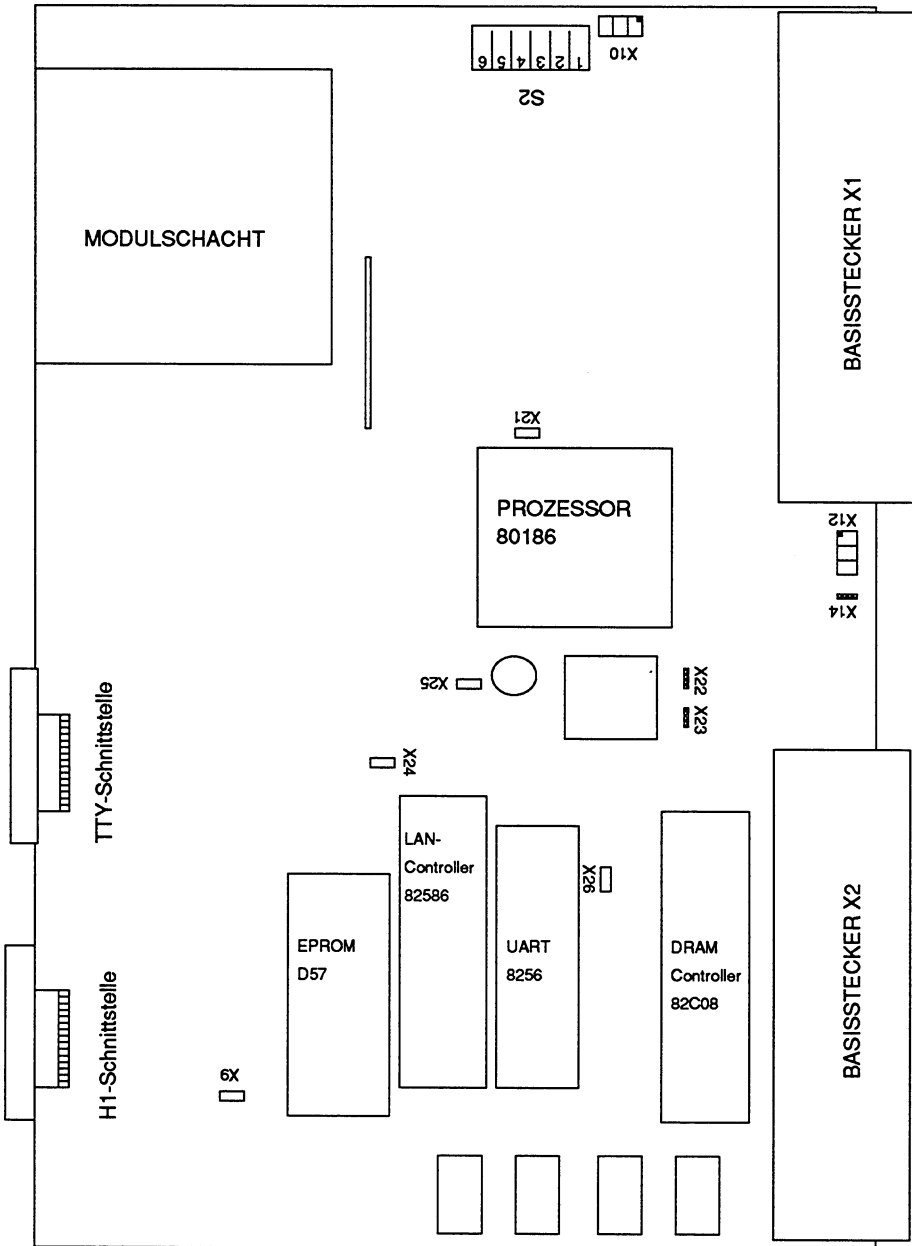 X10
1 2 3 4 5 6
S2
MODULSCHACHT
BASISSTECKER X1
X21
PROZESSOR
80186
X12
X14
X25
X22
X23
TTY-Schnittstelle
X24
LAN-
Controller
82586
X26
EPROM
D57
UART
8256
DRAM
Controller
82C08
BASISSTECKER X2
H1-Schnittstelle
X9